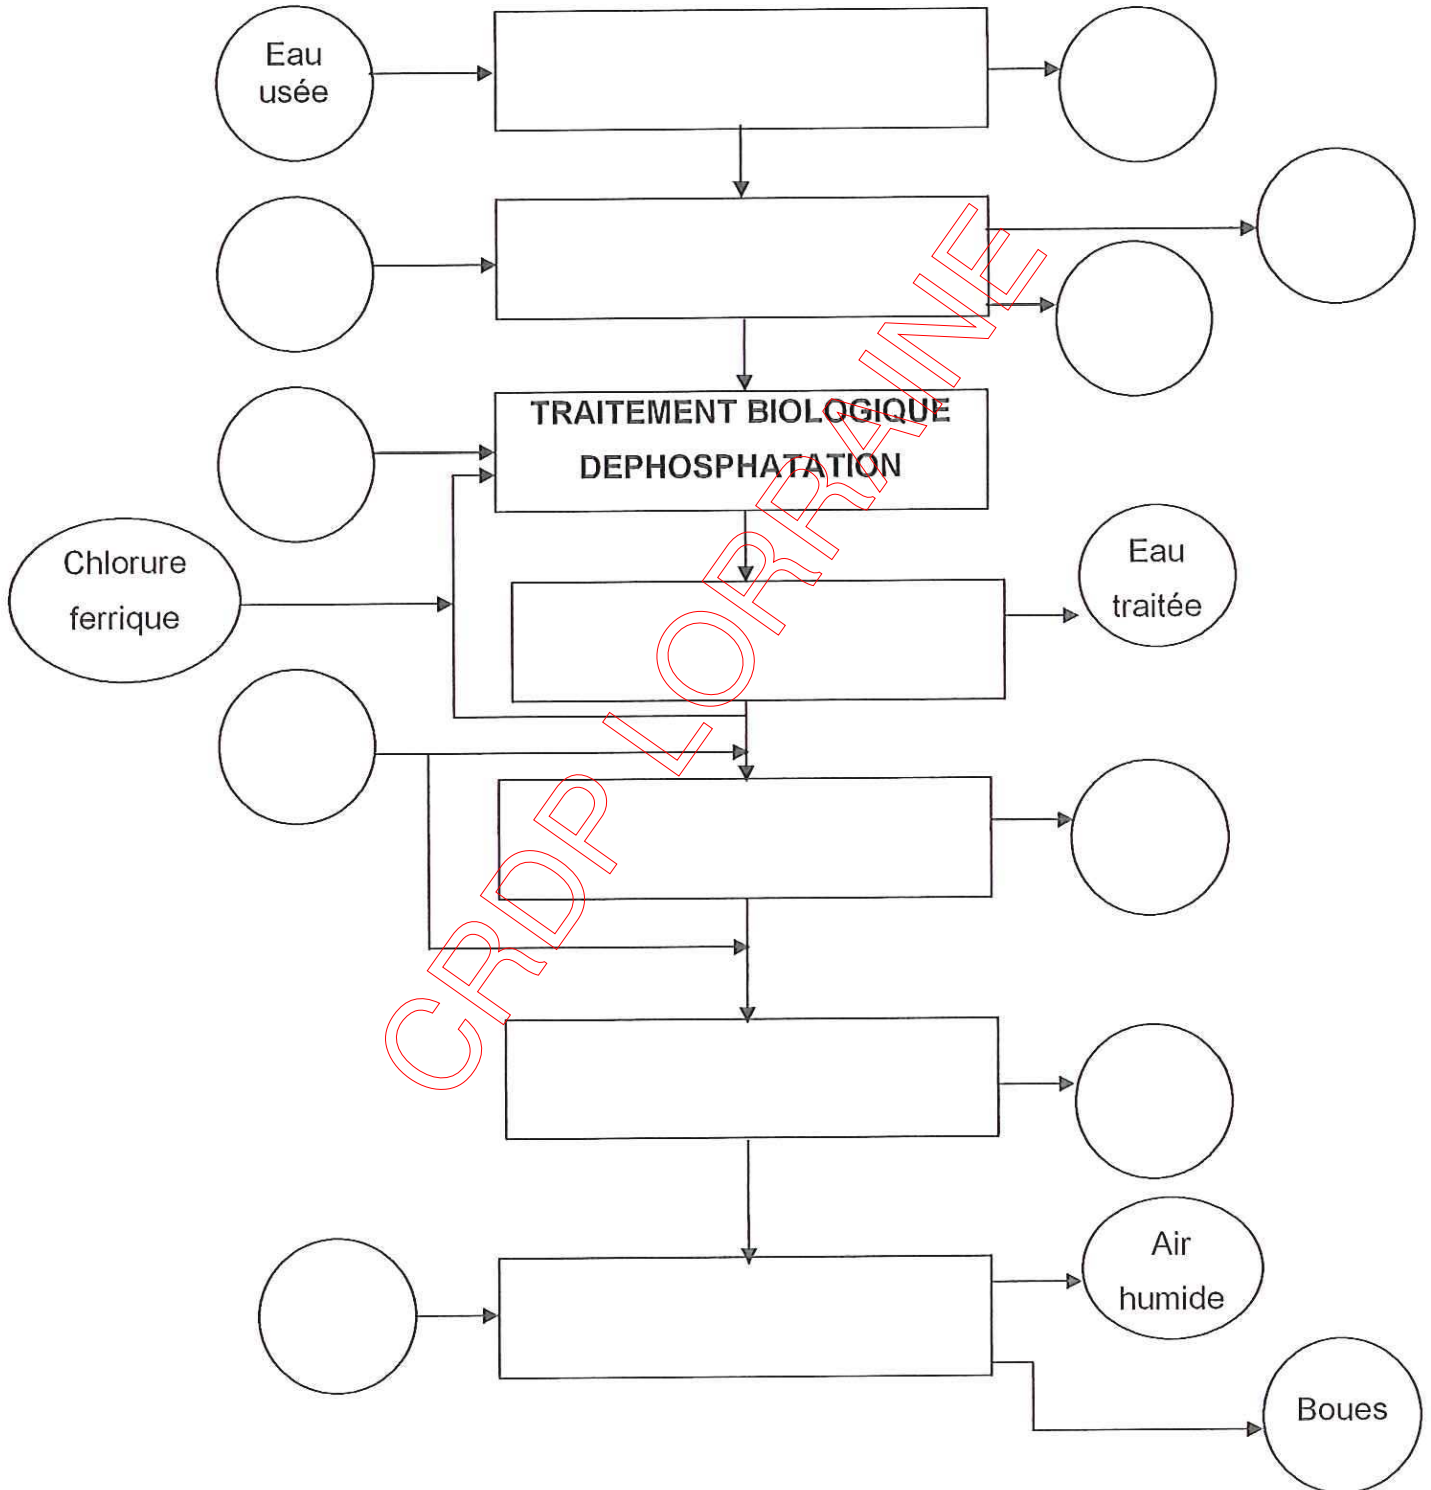 Eau
usée
TRAITEMENT BIOLOGIQUE
DEPHOSPHATATION
Chlorure
ferrique
Eau
traitée
Air
humide
Boues
CRDP LORRAINE